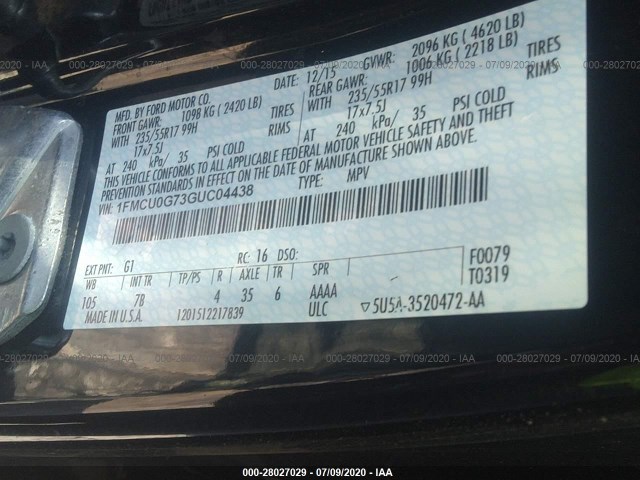 MFD. BY FORD MOTOR CO.
DATE: 12/15
GVWR: 2096 KG ( 4620 LB)
FRONT GAWR: 1098 KG ( 2420 LB)
REAR GAWR: 1006 KG ( 2218 LB)
WITH 235/55R17 99H TIRES
WITH 235/55R17 99H TIRES
17x7.5J RIMS
17x7.5J RIMS
AT 240 kPa/ 35 PSI COLD
AT 240 kPa/ 35 PSI COLD
THIS VEHICLE CONFORMS TO ALL APPLICABLE FEDERAL MOTOR VEHICLE SAFETY AND THEFT
PREVENTION STANDARDS IN EFFECT ON THE DATE OF MANUFACTURE SHOWN ABOVE.
VIN: 1FMCU0G73GUC04438
TYPE: MPV
EXT PNT: G1 RC: 16 DSO: F0079
WB INT TR TP/PS R AXLE TR SPR T0319
105 7B 4 35 6 AAAA
MADE IN U.S.A. 1201512217839 ULC ▽5U5A-3520472-AA
000-28027029 - 07/09/2020 - IAA